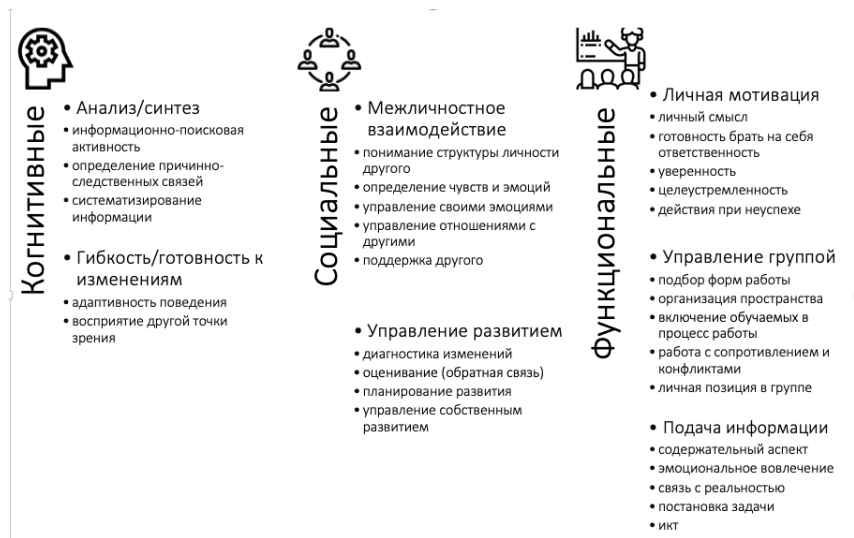 Когнитивные
• Анализ/синтез
• информационно-поисковая
активность
• определение причинно-
следственных связей
• систематизирование
информации
• Гибкость/готовность к
изменениям
• адаптивность поведения
• восприятие другой точки
зрения
Социальные
• Межличностное
взаимодействие
• понимание структуры личности
другого
• определение чувств и эмоций
• управление своими эмоциями
• управление отношениями с
другими
• поддержка другого
• Управление развитием
• диагностика изменений
• оценивание (обратная связь)
• планирование развития
• управление собственным
развитием
Функциональные
• Личная мотивация
• личный смысл
• готовность брать на себя
ответственность
• уверенность
• целеустремленность
• действия при неуспехе
• Управление группой
• подбор форм работы
• организация пространства
• включение обучаемых в
процесс работы
• работа с сопротивлением и
конфликтами
• личная позиция в группе
• Подача информации
• содержательный аспект
• эмоциональное вовлечение
• связь с реальностью
• постановка задачи
• икт